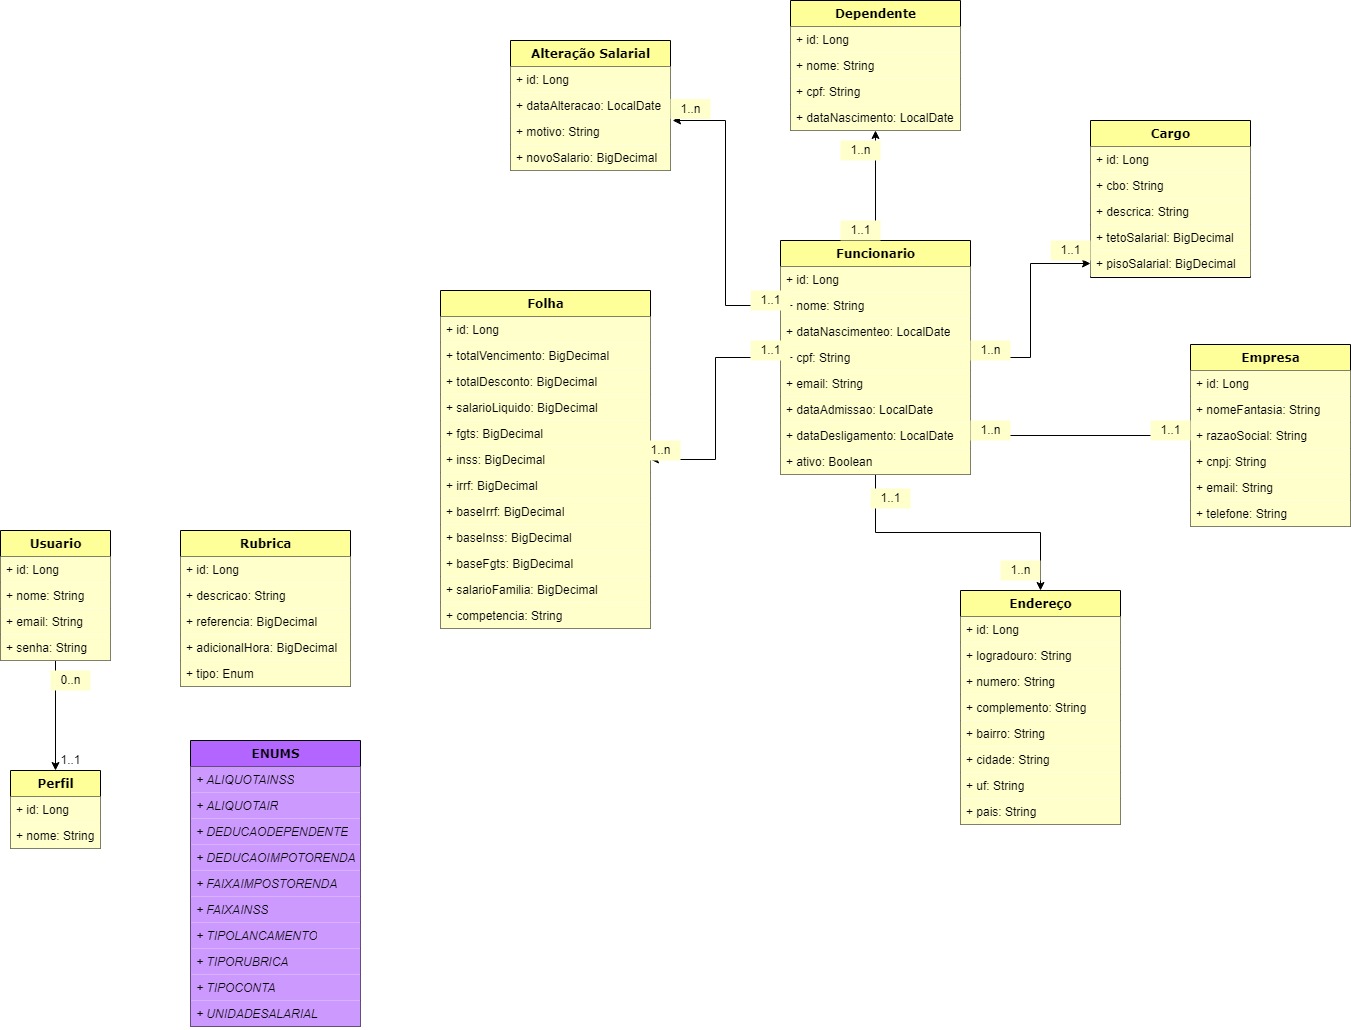 Dependente
+ id: Long
+ nome: String
+ cpf: String
+ dataNascimento: LocalDate
1..n
1..1
Alteração Salarial
+ id: Long
+ dataAlteracao: LocalDate
+ motivo: String
+ novoSalario: BigDecimal
1..n
Cargo
+ id: Long
+ cbo: String
+ descrica: String
+ tetoSalarial: BigDecimal
+ pisoSalarial: BigDecimal
1..1
Funcionario
+ id: Long
- nome: String
+ dataNascimenteo: LocalDate
- cpf: String
+ email: String
+ dataAdmissao: LocalDate
+ dataDesligamento: LocalDate
+ ativo: Boolean
1..1
1..1
1..n
1..n
1..1
1..1
Folha
+ id: Long
+ totalVencimento: BigDecimal
+ totalDesconto: BigDecimal
+ salarioLiquido: BigDecimal
+ fgts: BigDecimal
+ inss: BigDecimal
+ irrf: BigDecimal
+ baseIrrf: BigDecimal
+ baseInss: BigDecimal
+ baseFgts: BigDecimal
+ salarioFamilia: BigDecimal
+ competencia: String
1..n
Empresa
+ id: Long
+ nomeFantasia: String
+ razaoSocial: String
+ cnpj: String
+ email: String
+ telefone: String
1..n
Endereço
+ id: Long
+ logradouro: String
+ numero: String
+ complemento: String
+ bairro: String
+ cidade: String
+ uf: String
+ pais: String
Usuario
+ id: Long
+ nome: String
+ email: String
+ senha: String
0..n
1..1
Perfil
+ id: Long
+ nome: String
Rubrica
+ id: Long
+ descricao: String
+ referencia: BigDecimal
+ adicionalHora: BigDecimal
+ tipo: Enum
ENUMS
+ ALIQUOTAINSS
+ ALIQUOTAIR
+ DEDUCAODEPENDENTE
+ DEDUCAOIMPOTORENDA
+ FAIXAIMPOSTORENDA
+ FAIXAINSS
+ TIPOLANCAMENTO
+ TIPORUBRICA
+ TIPOCONTA
+ UNIDADESALARIAL